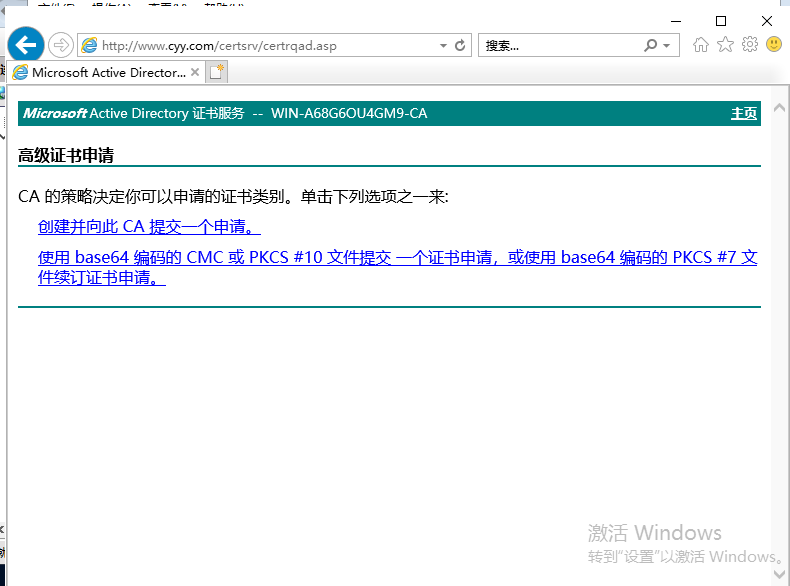 http://www.cyy.com/certsrv/certrqad.asp
搜索...
Microsoft Active Director...
Microsoft Active Directory 证书服务 -- WIN-A68G6OU4GM9-CA 主页
高级证书申请
CA 的策略决定你可以申请的证书类别。单击下列选项之一来:
创建并向此 CA 提交一个申请。
使用 base64 编码的 CMC 或 PKCS #10 文件提交 一个证书申请，或使用 base64 编码的 PKCS #7 文
件续订证书申请。
激活 Windows
转到“设置”以激活 Windows。